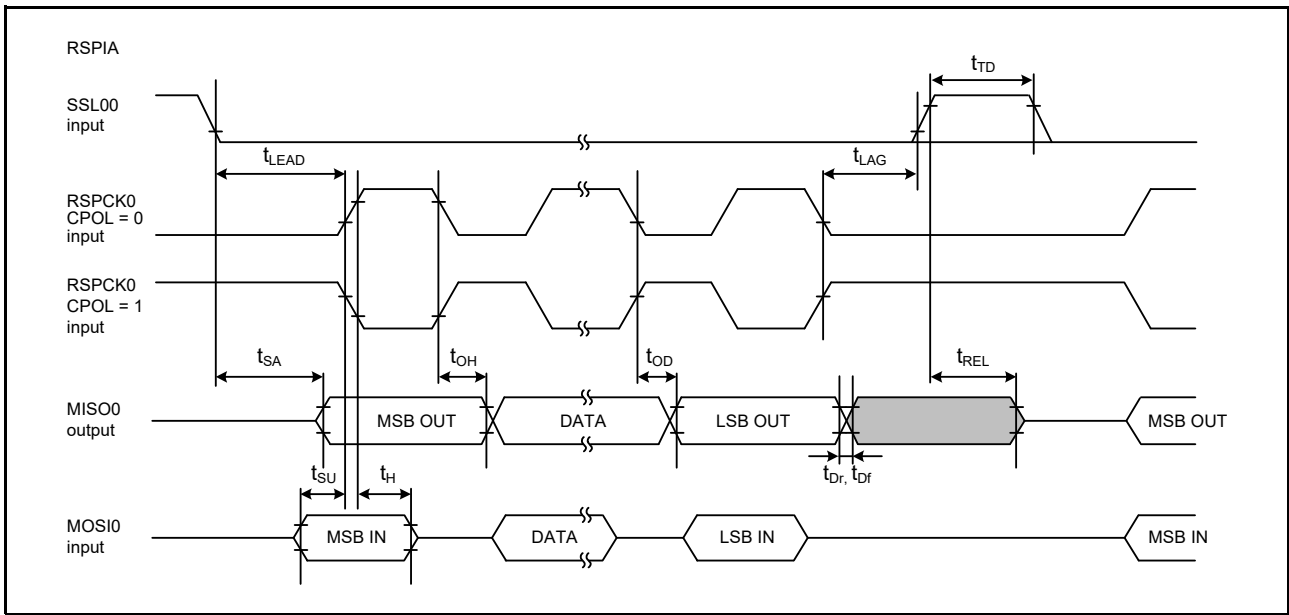 RSPIA
tTD
SSL00
input
tLEAD
tLAG
RSPCK0
CPOL = 0
input
RSPCK0
CPOL = 1
input
tSA
tOH
tOD
tREL
MISO0
output
MSB OUT
DATA
LSB OUT
MSB OUT
tSU
tH
tDr, tDf
MOSI0
input
MSB IN
DATA
LSB IN
MSB IN